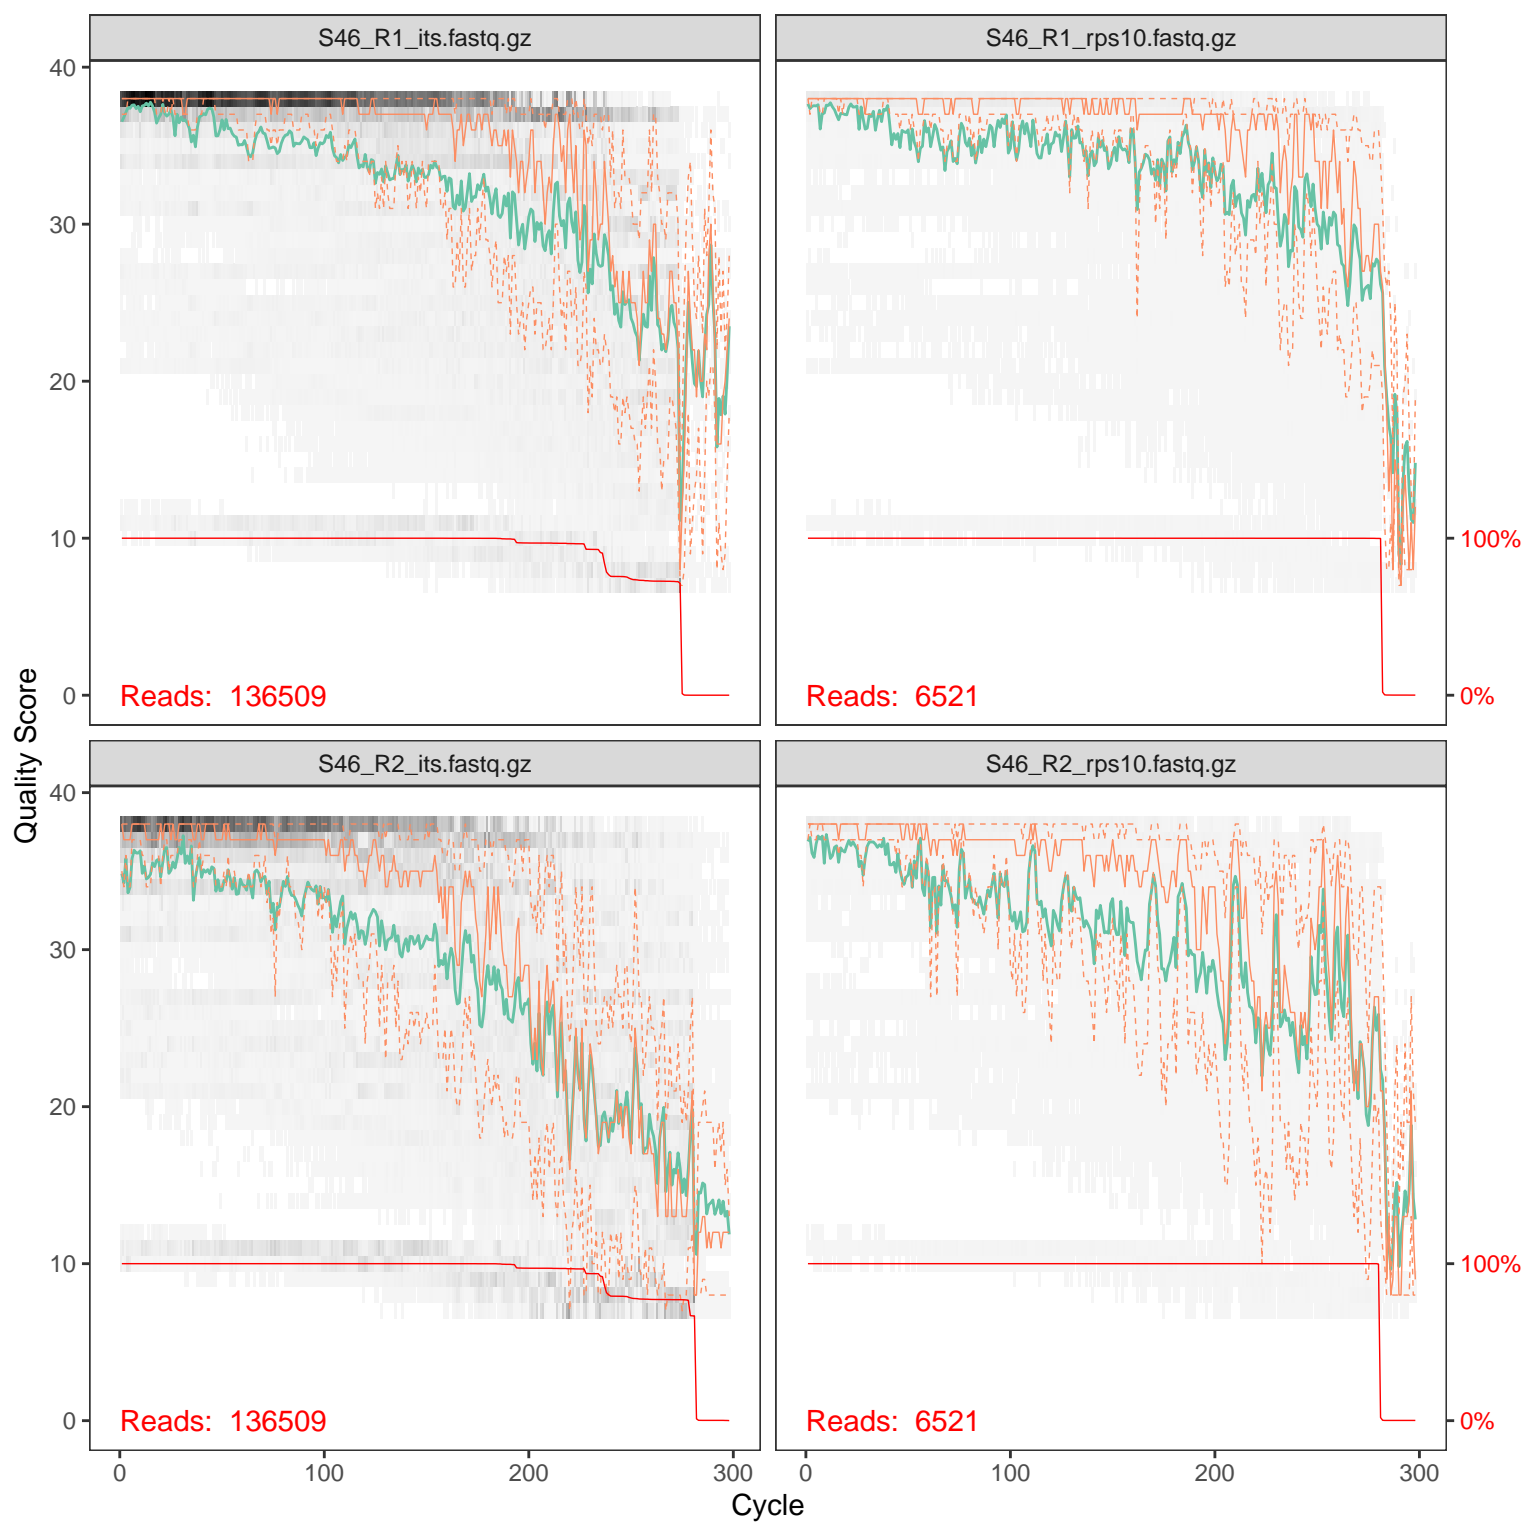 S46_R1_its.fastq.gz
S46_R1_rps10.fastq.gz
40
30
20
10
0
100%
0%
Reads: 136509
Reads: 6521
Quality Score
S46_R2_its.fastq.gz
S46_R2_rps10.fastq.gz
40
30
20
10
0
100%
0%
Reads: 136509
Reads: 6521
0 100 200 300
0 100 200 300
Cycle